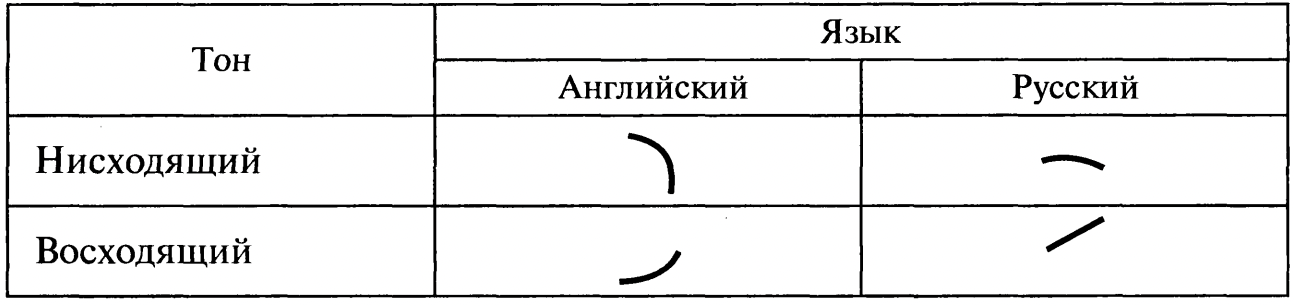 Тон
Язык
Английский
Русский
Нисходящий
Восходящий